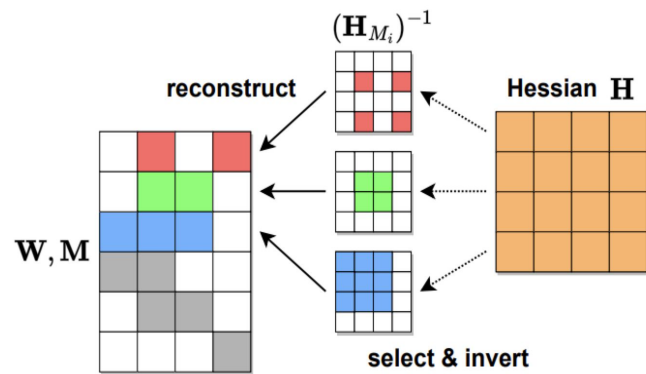 (𝐇_{M_i})^{-1}
reconstruct
Hessian 𝐇
𝐖, 𝐌
select & invert